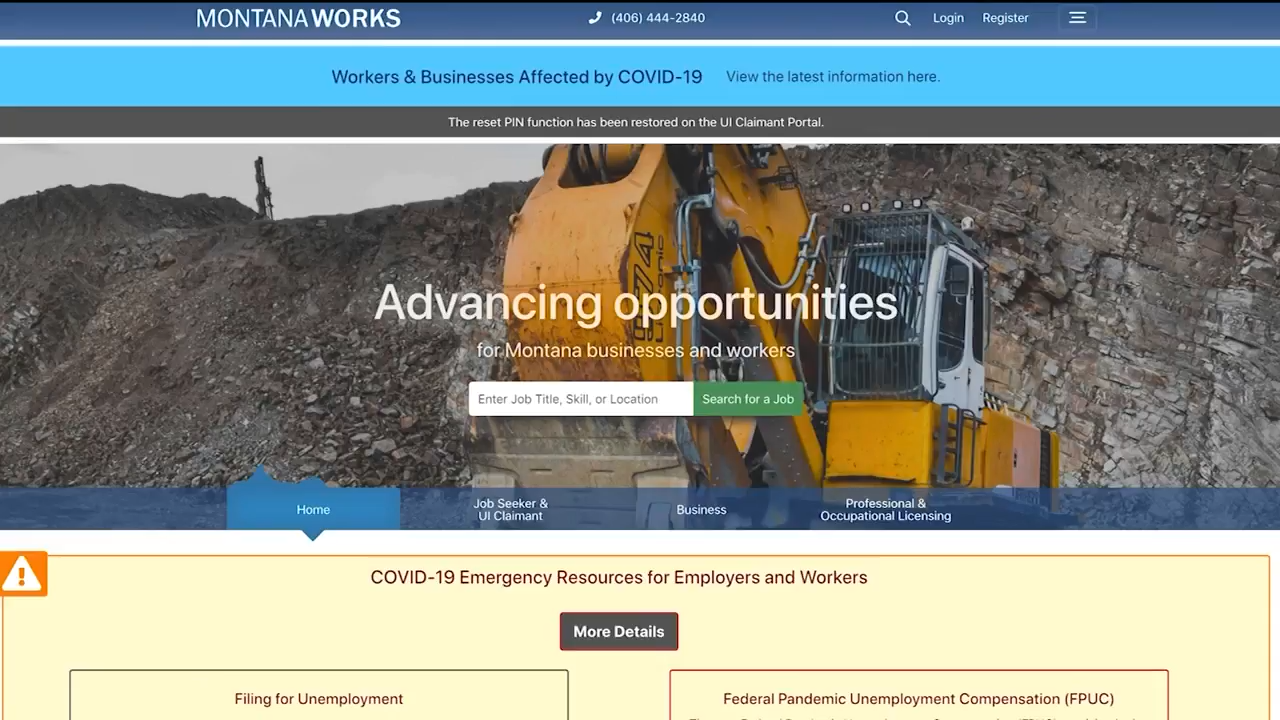 MONTANAWORKS
(406) 444-2840
Login
Register
Workers & Businesses Affected by COVID-19
View the latest information here.
The reset PIN function has been restored on the UI Claimant Portal.
Advancing opportunities
for Montana businesses and workers
Enter Job Title, Skill, or Location
Search for a Job
Home
Job Seeker &
UI Claimant
Business
Professional &
Occupational Licensing
COVID-19 Emergency Resources for Employers and Workers
More Details
Filing for Unemployment
Federal Pandemic Unemployment Compensation (FPUC)